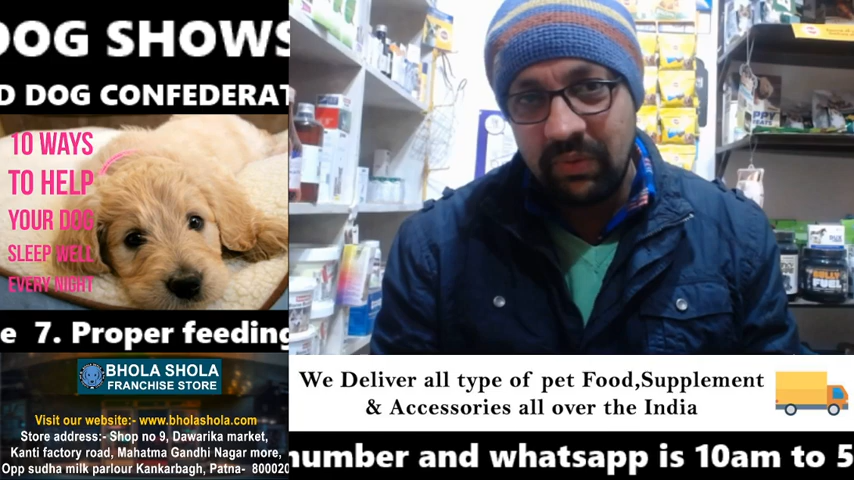 DOG SHOWS
D DOG CONFEDERAT
10 WAYS
TO HELP
YOUR DOG
SLEEP WELL
EVERY NIGHT
e 7. Proper feeding
BHOLA SHOLA
FRANCHISE STORE
Visit our website:- www.bholashola.com
Store address:- Shop no 9, Dawarika market,
Kanti factory road, Mahatma Gandhi Nagar more,
Opp sudha milk parlour Kankarbagh, Patna- 800020
BULLY
FUEL
We Deliver all type of pet Food,Supplement
& Accessories all over the India
number and whatsapp is 10am to 5